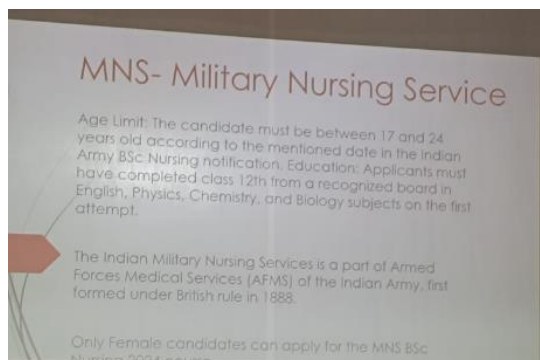 MNS- Military Nursing Service
Age Limit: The candidate must be between 17 and 24
years old according to the mentioned date in the Indian
Army BSc Nursing notification. Education: Applicants must
have completed class 12th from a recognized board in
English, Physics, Chemistry, and Biology subjects on the first
attempt.
The Indian Military Nursing Services is a part of Armed
Forces Medical Services (AFMS) of the Indian Army, first
formed under British rule in 1888.
Only Female candidates can apply for the MNS BSc
Nursing 2024